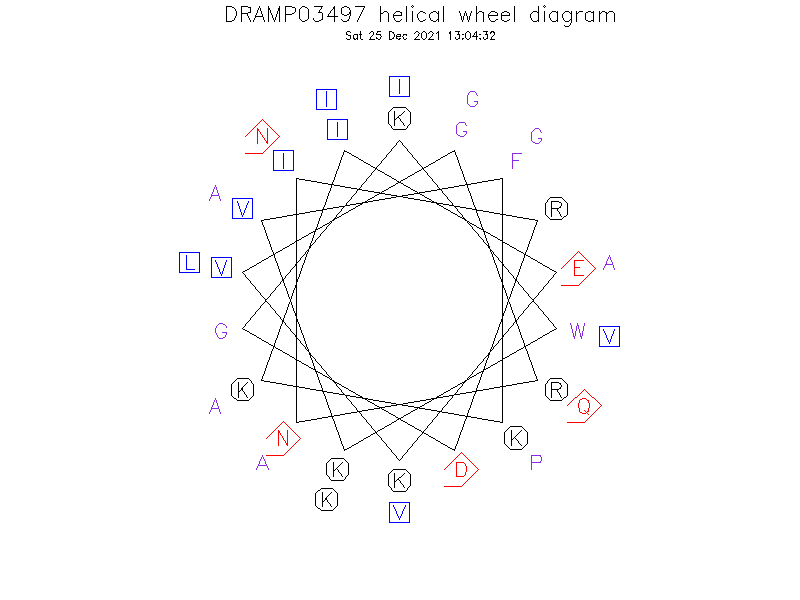 DRAMP03497 helical wheel diagram
Sat 25 Dec 2021 13:04:32
I
I G
K
I G
N G
I F
A
V R
L V E A
G W V
K R
A Q
N K
A P
K K D
K
V